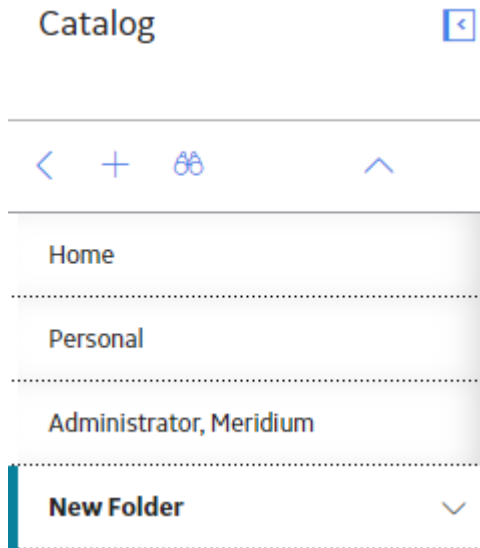 Catalog
Home
Personal
Administrator, Meridium
New Folder